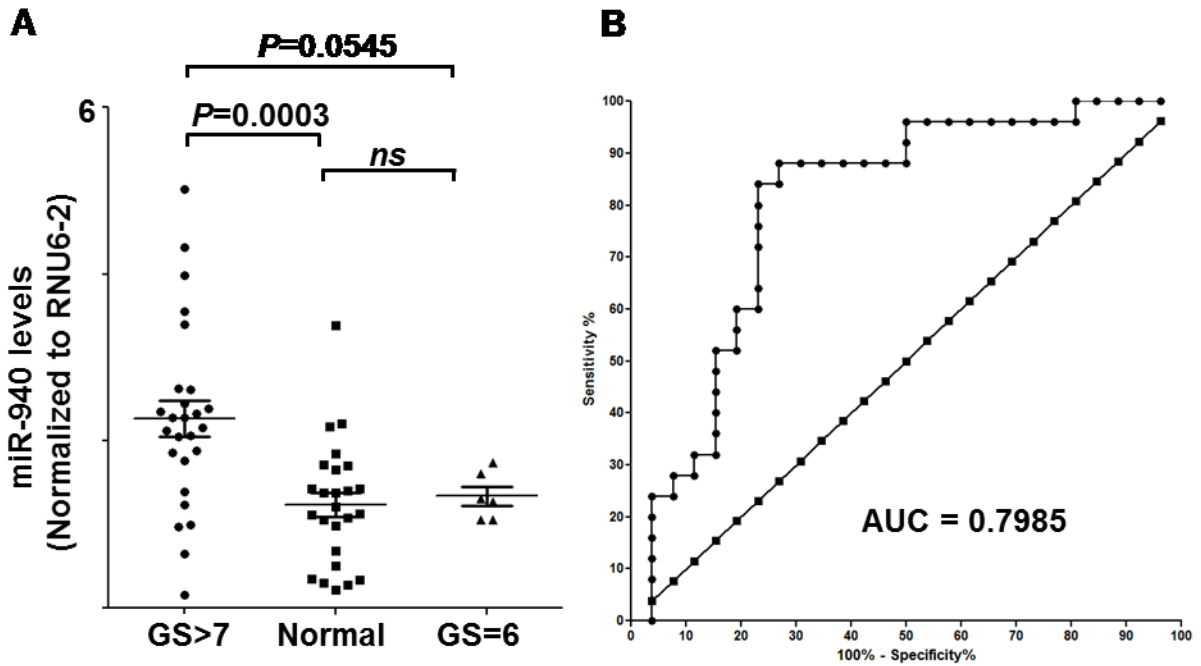 A
P=0.0545
6
P=0.0003
ns
miR-940 levels
(Normalized to RNU6-2)
GS>7 Normal GS=6
B
100
90
80
70
60
50
40
30
20
10
0
Sensitivity %
AUC = 0.7985
0 10 20 30 40 50 60 70 80 90 100
100% - Specificity%